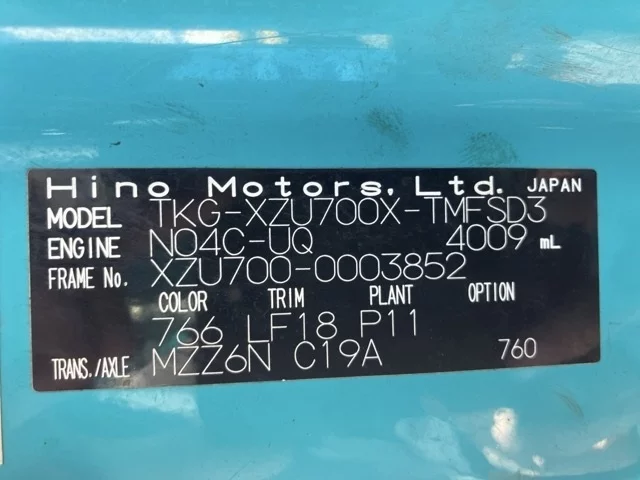 Hino Motors, Ltd. JAPAN
MODEL TKG-XZU700X-TMFSD3
ENGINE N04C-UQ 4009 mL
FRAME No. XZU700-0003852
COLOR TRIM PLANT OPTION
766 LF18 P11
TRANS./AXLE MZZ6N C19A 760